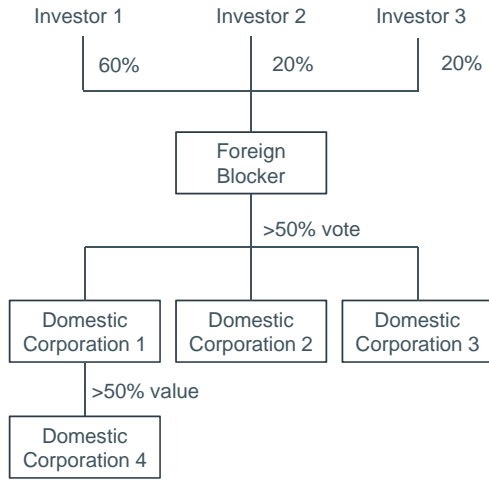 Investor 1
Investor 2
Investor 3
60%
20%
20%
Foreign
Blocker
>50% vote
Domestic
Corporation 1
Domestic
Corporation 2
Domestic
Corporation 3
>50% value
Domestic
Corporation 4